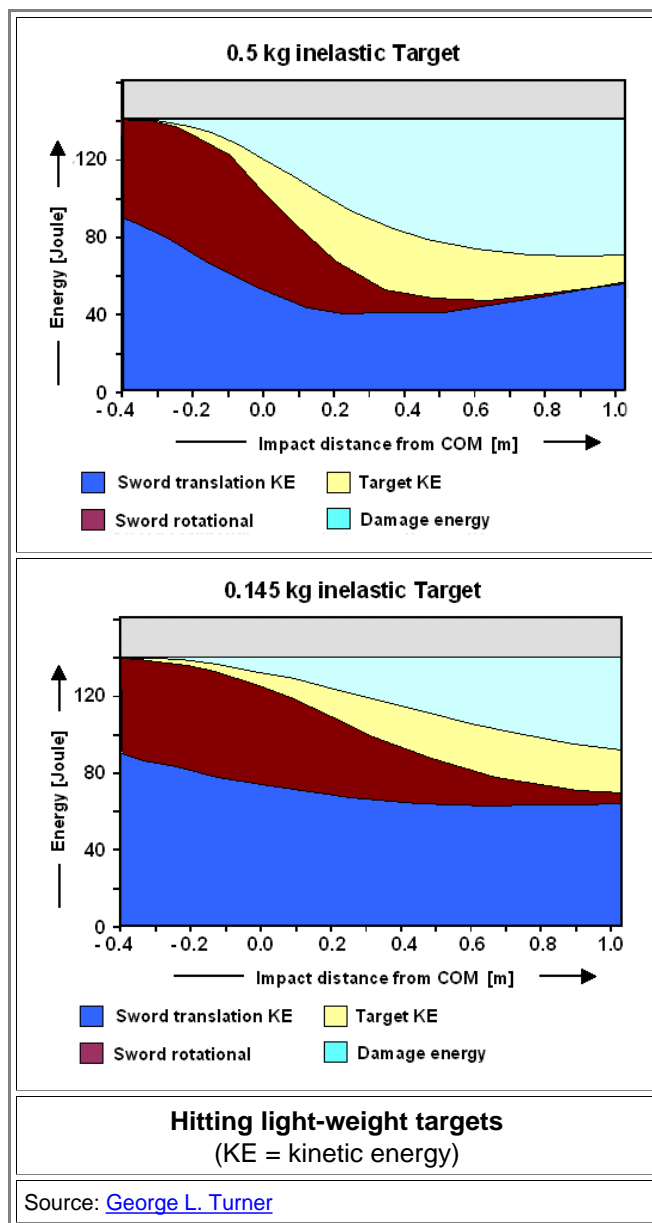 0.5 kg inelastic Target
Energy [Joule]
120
80
40
0
- 0.4 - 0.2 0.0 0.2 0.4 0.6 0.8 1.0
Impact distance from COM [m]
Sword translation KE Target KE
Sword rotational Damage energy
0.145 kg inelastic Target
Energy [Joule]
120
80
40
0
- 0.4 - 0.2 0.0 0.2 0.4 0.6 0.8 1.0
Impact distance from COM [m]
Sword translation KE Target KE
Sword rotational Damage energy
Hitting light-weight targets
(KE = kinetic energy)
Source: George L. Turner